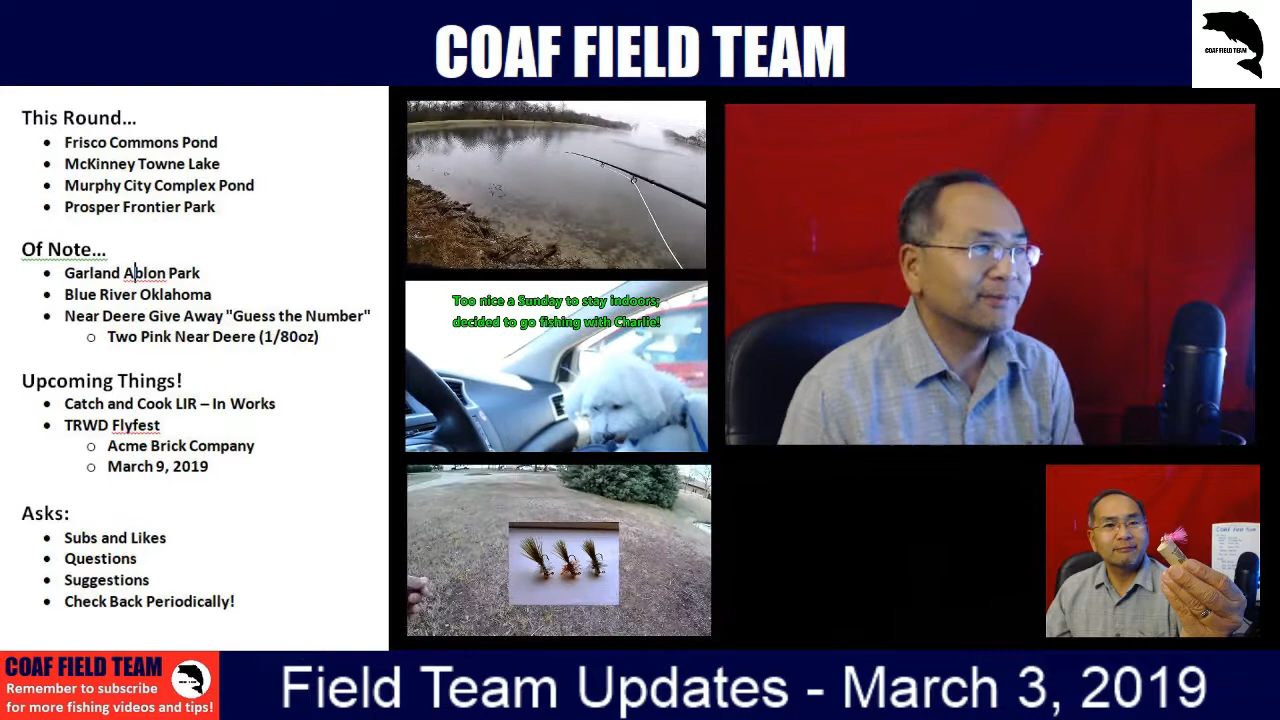 COAF FIELD TEAM
COAF FIELD TEAM
This Round...
• Frisco Commons Pond
• McKinney Towne Lake
• Murphy City Complex Pond
• Prosper Frontier Park
Of Note...
• Garland Ablon Park
• Blue River Oklahoma
• Near Deere Give Away "Guess the Number"
o Two Pink Near Deere (1/80oz)
Upcoming Things!
• Catch and Cook LIR – In Works
• TRWD Flyfest
o Acme Brick Company
o March 9, 2019
Asks:
• Subs and Likes
• Questions
• Suggestions
• Check Back Periodically!
Too nice a Sunday to stay indoors;
decided to go fishing with Charlie!
COAF FIELD TEAM
COAF FIELD TEAM
Remember to subscribe
for more fishing videos and tips!
Field Team Updates - March 3, 2019